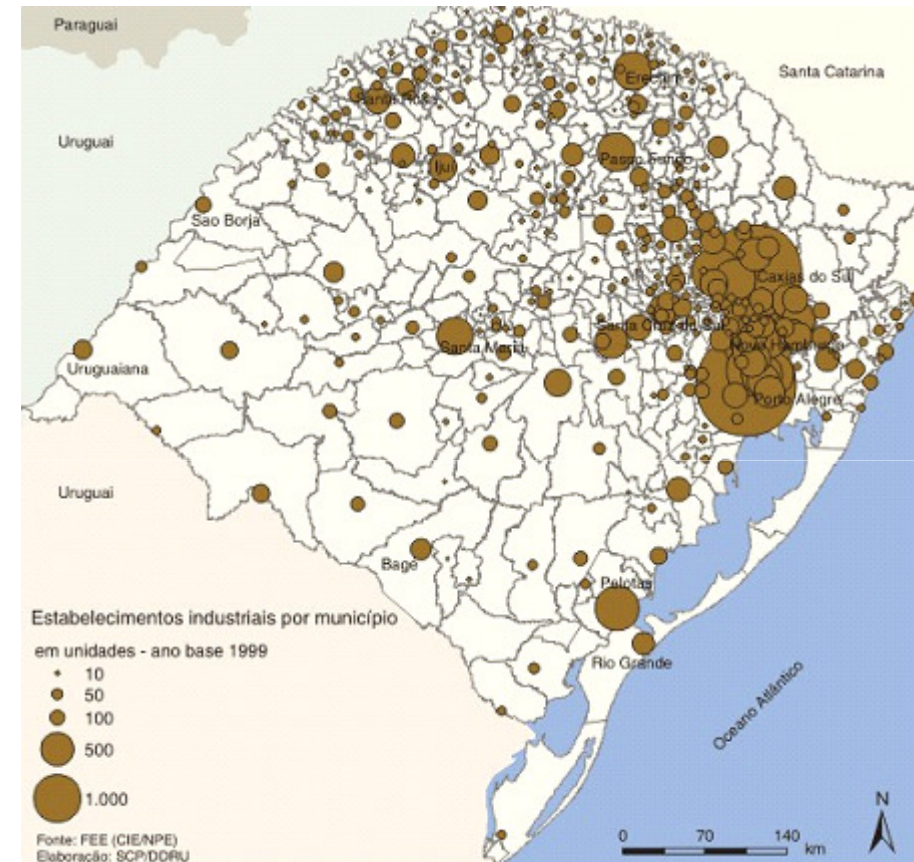 Paraguai
Santa Catarina
Erechim
Santa Rosa
Uruguai
Passo Fundo
Ijuí
Sao Borja
Caxias do Sul
Santa Cruz do Sul
Santa Maria
Novo Hamburgo
Uruguaiana
Porto Alegre
Uruguai
Bagé
Pelotas
Rio Grande
Oceano Atlântico
Estabelecimentos industriais por município
em unidades - ano base 1999
10
50
100
500
1.000
Fonte: FEE (CIE/NPE)
Elaboração: SCP/DDRU
N
0 70 140
km